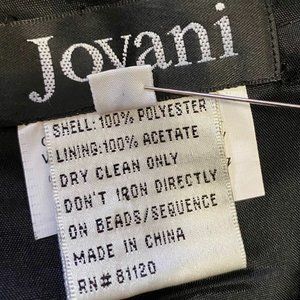 Jovani
SHELL: 100% POLYESTER
LINING: 100% ACETATE
DRY CLEAN ONLY
DON'T IRON DIRECTLY
ON BEADS/SEQUENCE
MADE IN CHINA
RN# 81120